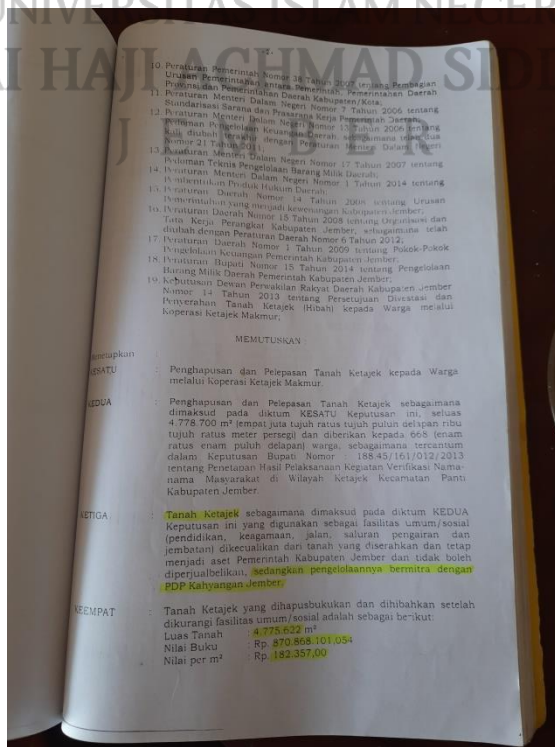 UNIVERSITAS ISLAM NEGERI
AI HAJI ACHMAD SIDI
JEMBER
-2-
10. Peraturan Pemerintah Nomor 38 Tahun 2007 tentang Pembagian
Urusan Pemerintahan antara Pemerintah, Pemerintahan Daerah
Provinsi dan Pemerintahan Daerah Kabupaten/Kota;
11. Peraturan Menteri Dalam Negeri Nomor 7 Tahun 2006 tentang
Standarisasi Sarana dan Prasarana Kerja Pemerintah Daerah;
12. Peraturan Menteri Dalam Negeri Nomor 13 Tahun 2006 tentang
Pedoman Keuangan Daerah sebagaimana telah
diubah terakhir dengan Peraturan Menteri Dalam Negeri
Nomor 21 Tahun 2011;
13. Peraturan Menteri Dalam Negeri Nomor 17 Tahun 2007 tentang
Pedoman Teknis Pengelolaan Barang Milik Daerah;
14. Peraturan Menteri Dalam Negeri Nomor 1 Tahun 2014 tentang
Pembentukan Produk Hukum Daerah;
15. Peraturan Daerah Nomor 14 Tahun 2008 tentang Urusan
Pemerintahan yang menjadi kewenangan Kabupaten Jember;
16. Peraturan Daerah Nomor 15 Tahun 2008 tentang Organisasi dan
Tata Kerja Perangkat Kabupaten Jember, sebagaimana telah
diubah dengan Peraturan Daerah Nomor 6 Tahun 2012;
17. Peraturan Daerah Nomor 1 Tahun 2009 tentang Pokok-Pokok
Pengelolaan Keuangan Pemerintah Kabupaten Jember;
18. Peraturan Bupati Nomor 15 Tahun 2014 tentang Pengelolaan
Barang Milik Daerah Pemerintah Kabupaten Jember;
19. Keputusan Dewan Perwakilan Rakyat Daerah Kabupaten Jember
Nomor 14 Tahun 2013 tentang Persetujuan Divestasi dan
Penyerahan Tanah Ketajek (Hibah) kepada Warga melalui
Koperasi Ketajek Makmur;
MEMUTUSKAN :
Menetapkan
KESATU : Penghapusan dan Pelepasan Tanah Ketajek kepada Warga
melalui Koperasi Ketajek Makmur.
KEDUA : Penghapusan dan Pelepasan Tanah Ketajek sebagaimana
dimaksud pada diktum KESATU Keputusan ini, seluas
4.778.700 m² (empat juta tujuh ratus tujuh puluh delapan ribu
tujuh ratus meter persegi) dan diberikan kepada 668 (enam
ratus enam puluh delapan) warga, sebagaimana tercantum
dalam Keputusan Bupati Nomor : 188.45/161/012/2013
tentang Penetapan Hasil Pelaksanaan Kegiatan Verifikasi Nama-
nama Masyarakat di Wilayah Ketajek Kecamatan Panti
Kabupaten Jember.
KETIGA : Tanah Ketajek sebagaimana dimaksud pada diktum KEDUA
Keputusan ini yang digunakan sebagai fasilitas umum/sosial
(pendidikan, keagamaan, jalan, saluran pengairan dan
jembatan) dikecualikan dari tanah yang diserahkan dan tetap
menjadi aset Pemerintah Kabupaten Jember dan tidak boleh
diperjualbelikan, sedangkan pengelolaannya bermitra dengan
PDP Kahyangan Jember.
KEEMPAT : Tanah Ketajek yang dihapusbukukan dan dihibahkan setelah
dikurangi fasilitas umum/sosial adalah sebagai berikut:
Luas Tanah : 4.775.622 m²
Nilai Buku : Rp. 870.868.101.054
Nilai per m² : Rp. 182.357,00